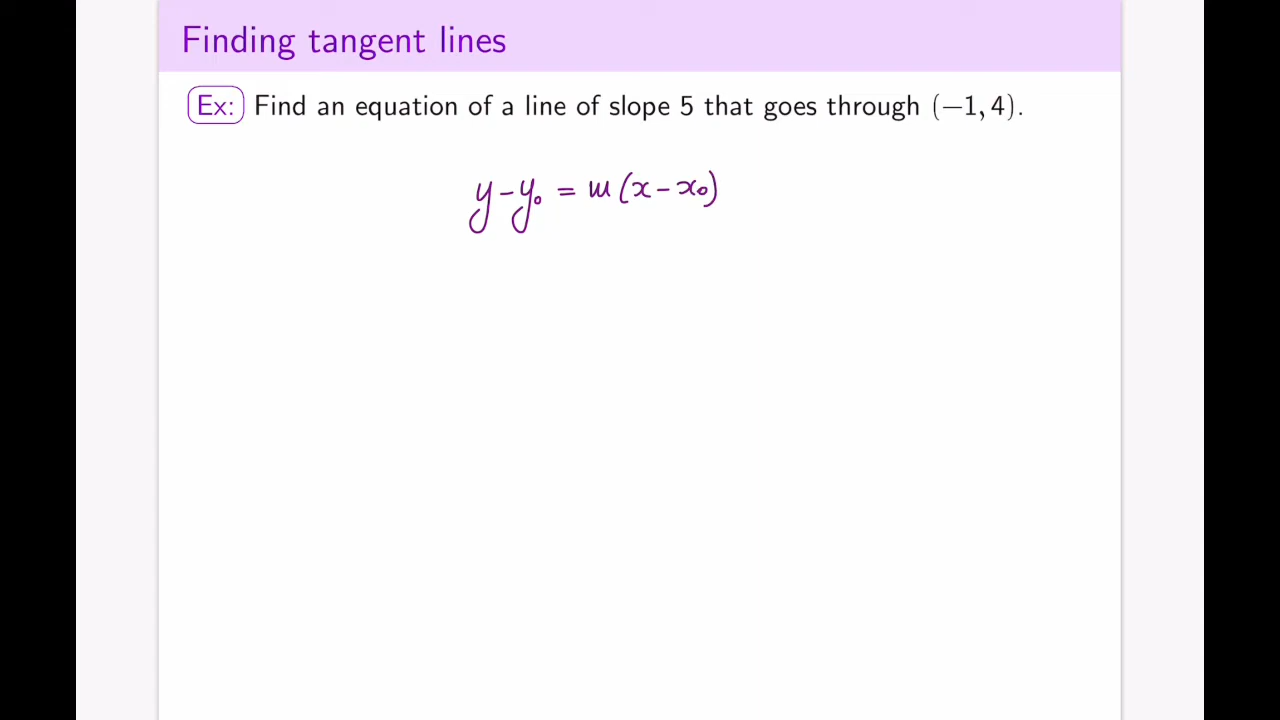 Finding tangent lines
Ex: Find an equation of a line of slope 5 that goes through (−1, 4).
y − y₀ = m(x − x₀)